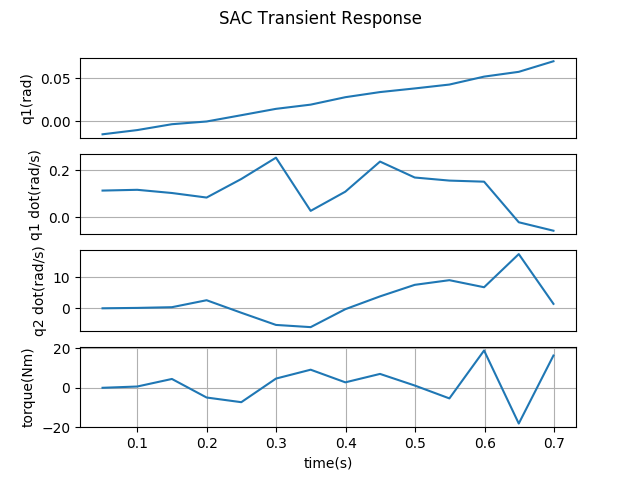 SAC Transient Response
q1(rad)
0.05
0.00
q1 dot(rad/s)
0.2
0.0
q2 dot(rad/s)
10
0
torque(Nm)
20
0
−20
0.1 0.2 0.3 0.4 0.5 0.6 0.7
time(s)